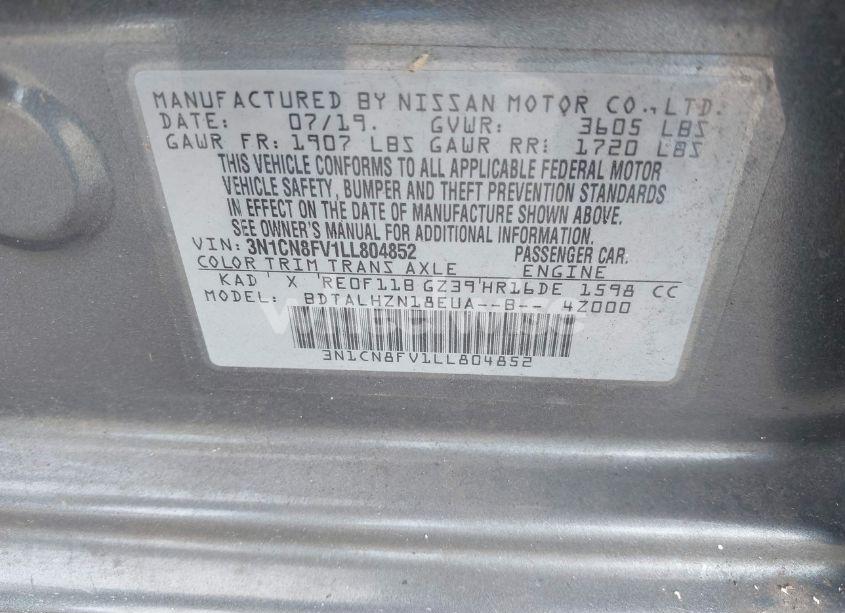 MANUFACTURED BY NISSAN MOTOR CO., LTD.
DATE: 07/19. GVWR: 3605 LBS
GAWR FR: 1907 LBS GAWR RR: 1720 LBS
THIS VEHICLE CONFORMS TO ALL APPLICABLE FEDERAL MOTOR
VEHICLE SAFETY, BUMPER AND THEFT PREVENTION STANDARDS
IN EFFECT ON THE DATE OF MANUFACTURE SHOWN ABOVE.
SEE OWNER'S MANUAL FOR ADDITIONAL INFORMATION.
VIN: 3N1CN8FV1LL804852 PASSENGER CAR.
COLOR TRIM TRANS AXLE ENGINE
KAD ' X 'RE0F11B GZ39'HR16DE 1598 CC
MODEL: BDTALHZN18EUA--B-- 4Z000
3N1CN8FV1LL804852